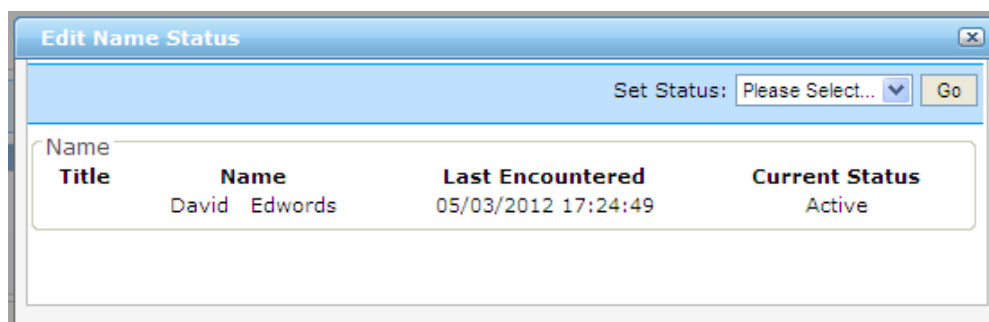 Edit Name Status
Set Status: Please Select... Go
Name
Title Name Last Encountered Current Status
David Edwords 05/03/2012 17:24:49 Active